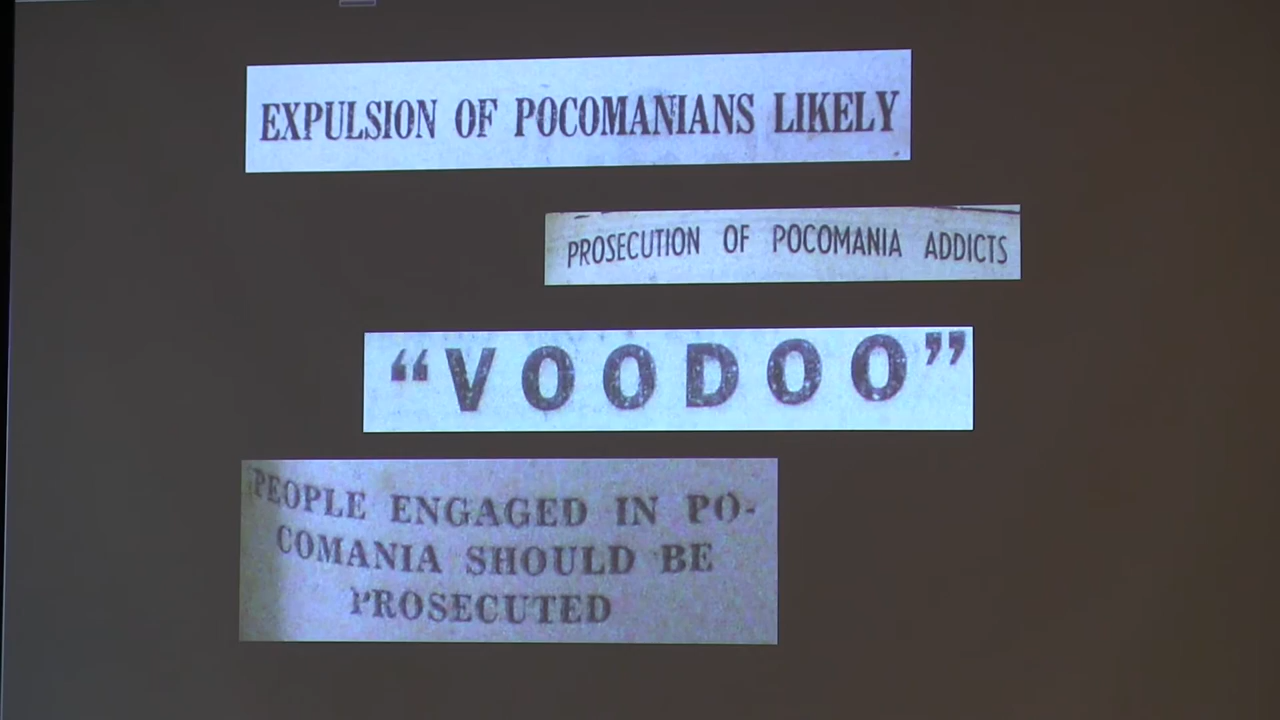 EXPULSION OF POCOMANIANS LIKELY
PROSECUTION OF POCOMANIA ADDICTS
“VOODOO”
PEOPLE ENGAGED IN PO-
COMANIA SHOULD BE
PROSECUTED